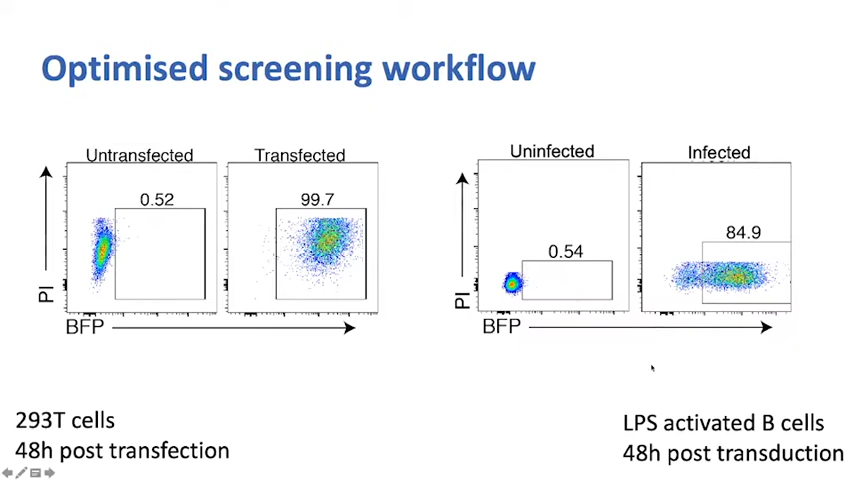 Optimised screening workflow
Untransfected
Transfected
0.52
99.7
PI
BFP
Uninfected
Infected
0.54
84.9
PI
BFP
293T cells
48h post transfection
LPS activated B cells
48h post transduction